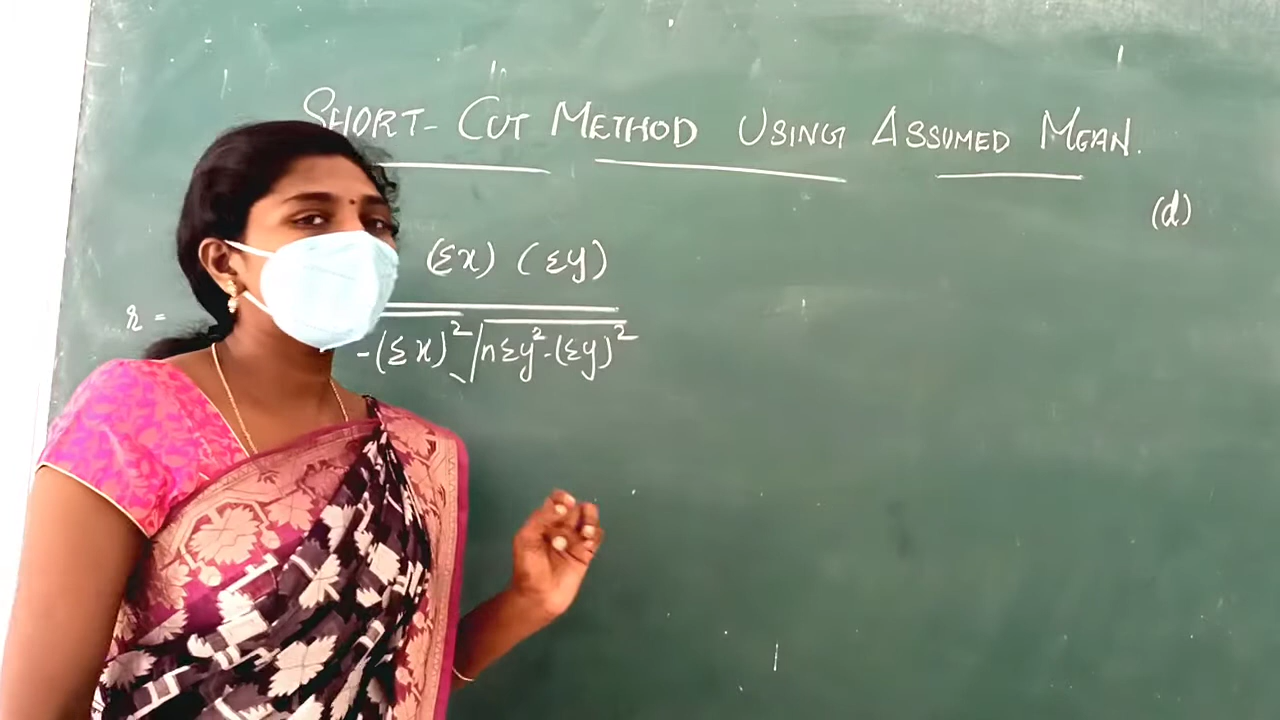 SHORT-CUT METHOD USING ASSUMED MEAN.
(d)
(Σx) (Σy)
r =
-(Σx)² √nΣy²-(Σy)²